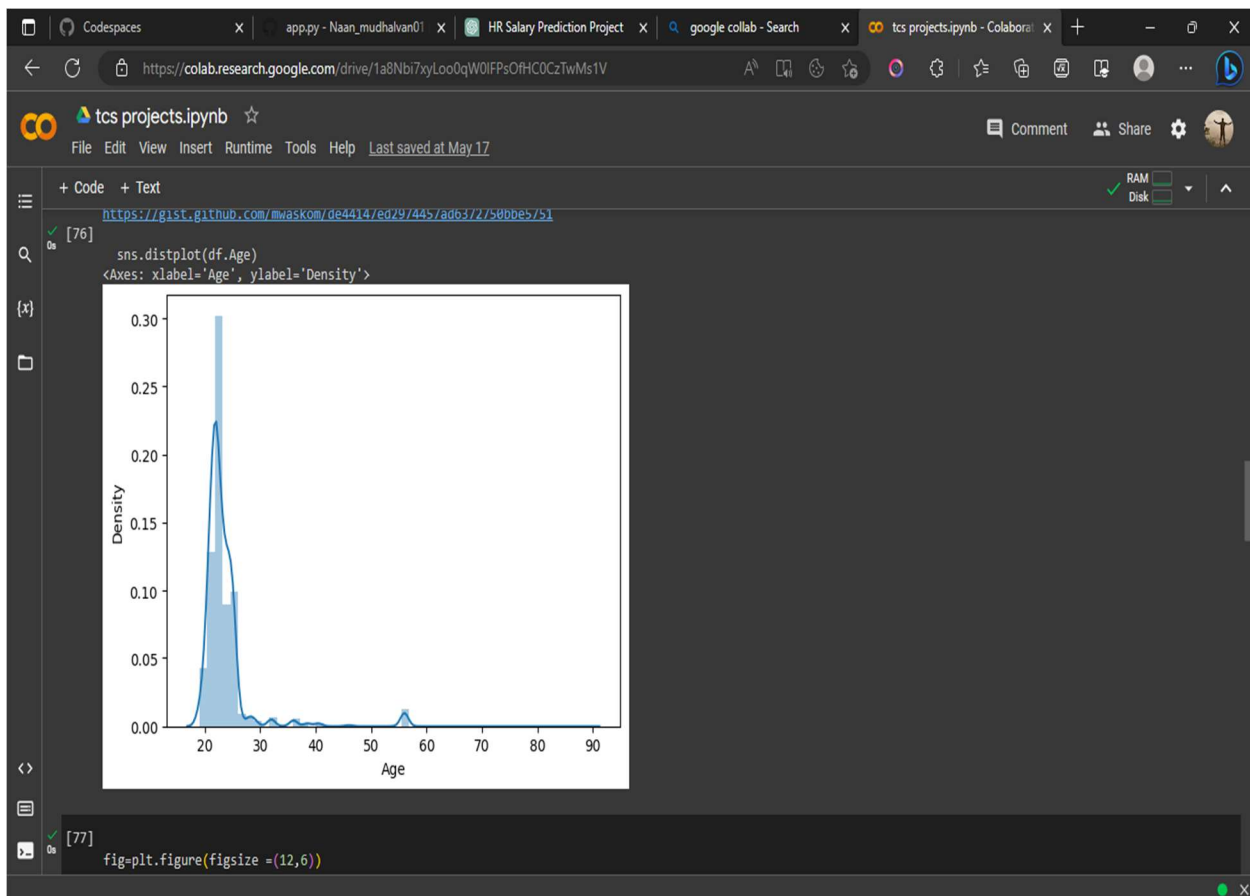 Codespaces
app.py - Naan_mudhalvan01
HR Salary Prediction Project
google collab - Search
tcs projects.ipynb - Colaborat
https://colab.research.google.com/drive/1a8Nbi7xyLoo0qW0IFPsOfHC0CzTwMs1V
tcs projects.ipynb
File Edit View Insert Runtime Tools Help Last saved at May 17
Comment Share
+ Code + Text
RAM
Disk
https://gist.github.com/mwaskom/de44147ed2974457ad6372750bbe5751
[76]
0s
sns.distplot(df.Age)
<Axes: xlabel='Age', ylabel='Density'>
{x}
0.30
0.25
0.20
0.15
0.10
0.05
0.00
Density
20 30 40 50 60 70 80 90
Age
[77]
0s
fig=plt.figure(figsize =(12,6))